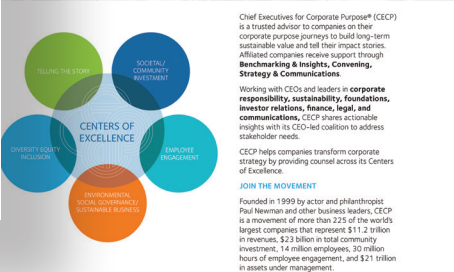 TELLING THE STORY
SOCIETAL/
COMMUNITY
INVESTMENT
CENTERS OF
EXCELLENCE
DIVERSITY EQUITY
INCLUSION
EMPLOYEE
ENGAGEMENT
ENVIRONMENTAL
SOCIAL GOVERNANCE/
SUSTAINABLE BUSINESS
Chief Executives for Corporate Purpose® (CECP)
is a trusted advisor to companies on their
corporate purpose journeys to build long-term
sustainable value and tell their impact stories.
Affiliated companies receive support through
Benchmarking & Insights, Convening,
Strategy & Communications.
Working with CEOs and leaders in corporate
responsibility, sustainability, foundations,
investor relations, finance, legal, and
communications, CECP shares actionable
insights with its CEO-led coalition to address
stakeholder needs.
CECP helps companies transform corporate
strategy by providing counsel across its Centers
of Excellence.
JOIN THE MOVEMENT
Founded in 1999 by actor and philanthropist
Paul Newman and other business leaders, CECP
is a movement of more than 225 of the world's
largest companies that represent $11.2 trillion
in revenues, $23 billion in total community
investment, 14 million employees, 30 million
hours of employee engagement, and $21 trillion
in assets under management.